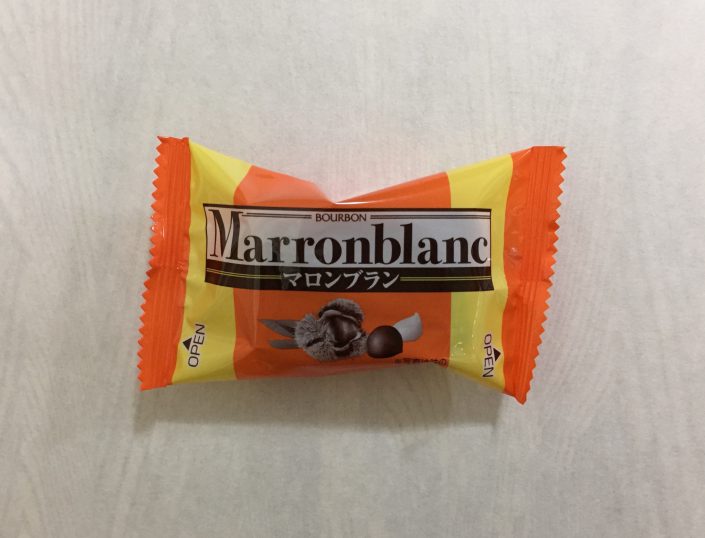 BOURBON
Marronblanc
マロンブラン
OPEN
OPEN